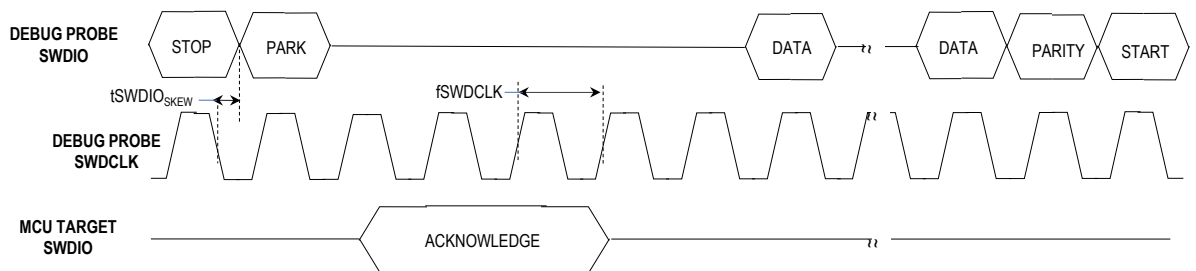 DEBUG PROBE
SWDIO
STOP
PARK
DATA
DATA
PARITY
START
tSWDIOSKEW
fSWDCLK
DEBUG PROBE
SWDCLK
MCU TARGET
SWDIO
ACKNOWLEDGE